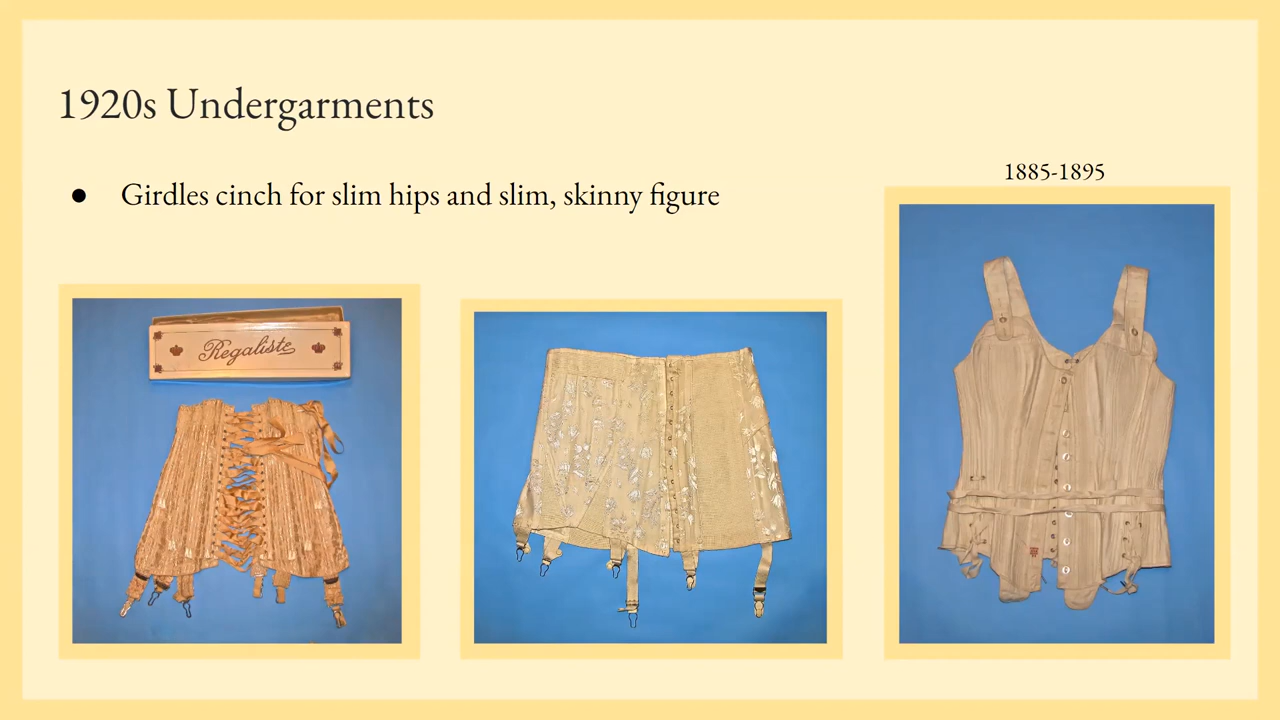 1920s Undergarments
● Girdles cinch for slim hips and slim, skinny figure
1885-1895
Regaliste